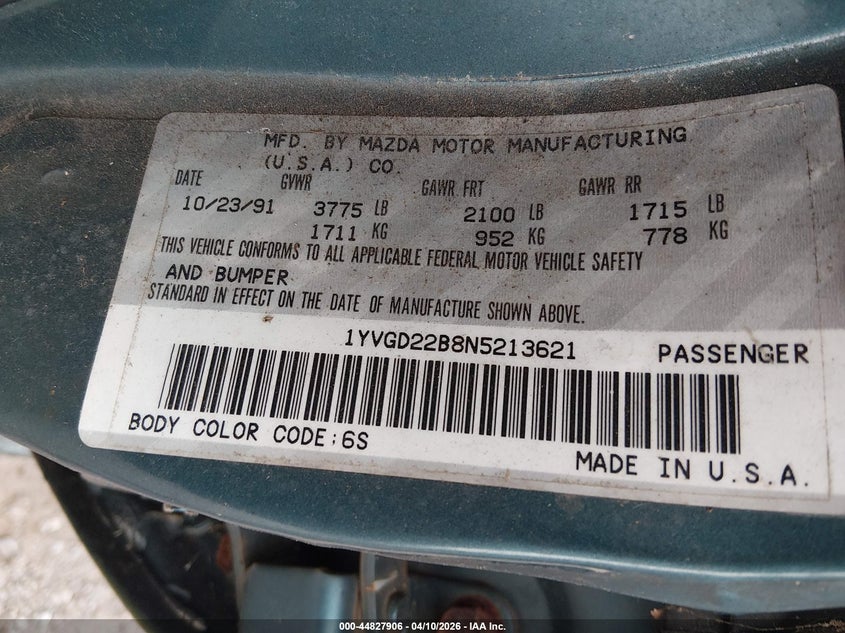 MFD. BY MAZDA MOTOR MANUFACTURING
(U.S.A.) CO.
DATE GVWR GAWR FRT GAWR RR
10/23/91 3775 LB 2100 LB 1715 LB
1711 KG 952 KG 778 KG
THIS VEHICLE CONFORMS TO ALL APPLICABLE FEDERAL MOTOR VEHICLE SAFETY
AND BUMPER
STANDARD IN EFFECT ON THE DATE OF MANUFACTURE SHOWN ABOVE.
1YVGD22B8N5213621 PASSENGER
BODY COLOR CODE:6S
MADE IN U.S.A.
000-44827906 - 04/10/2026 - IAA Inc.